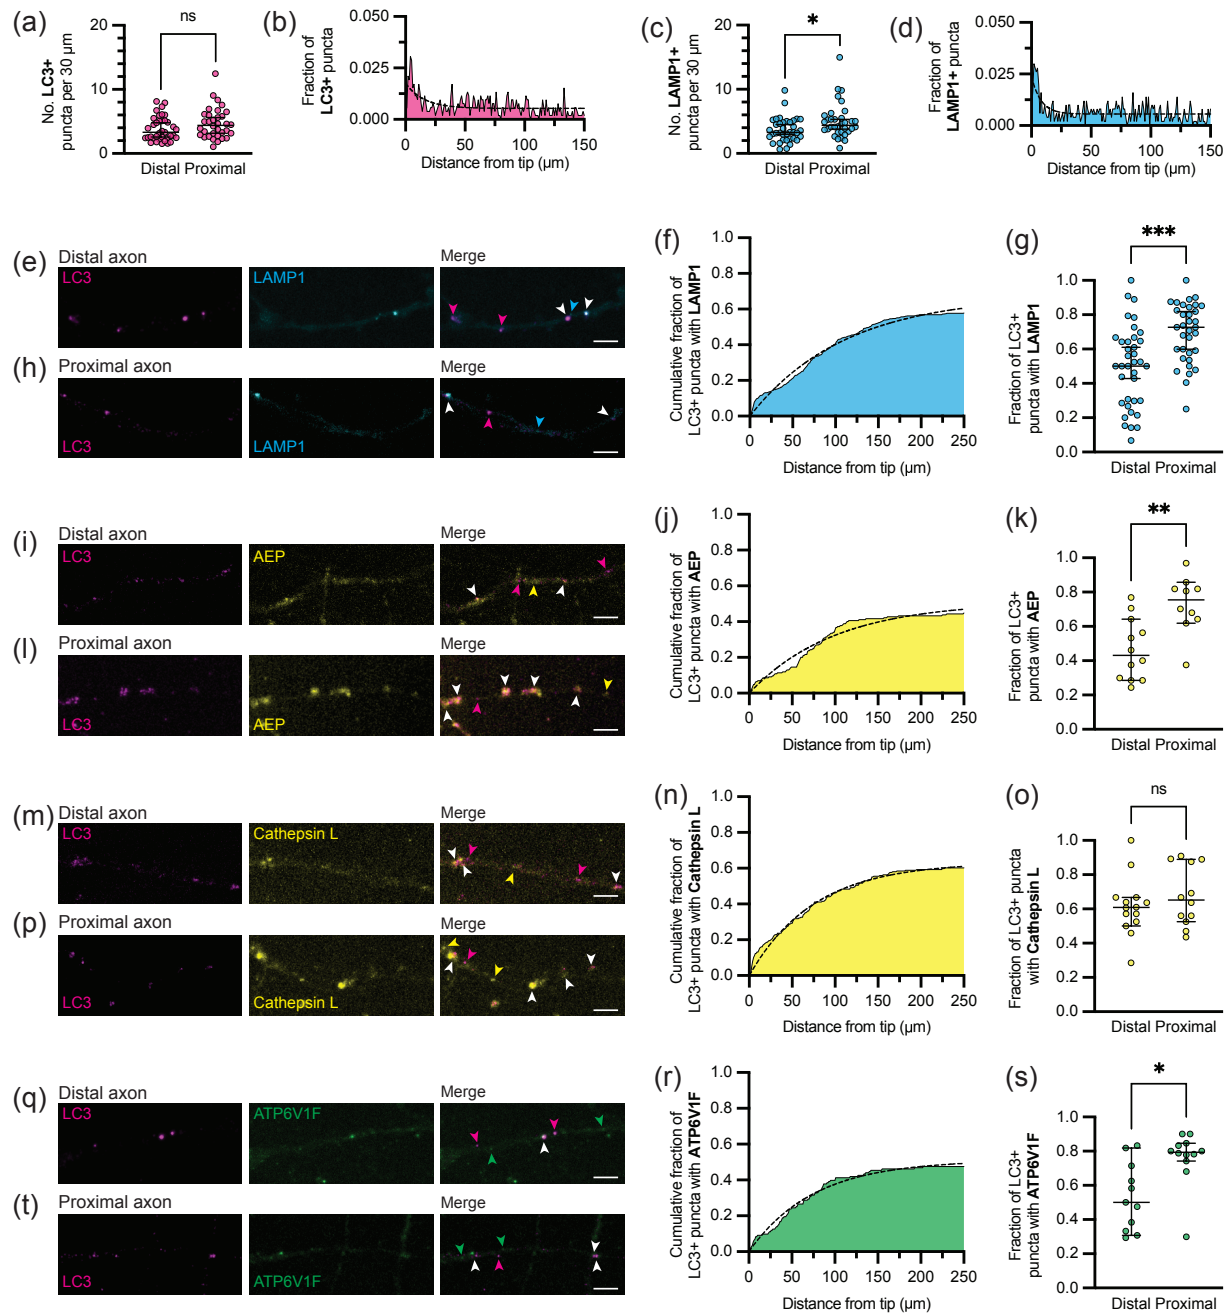 (a)
No. LC3+
puncta per 30 µm
20
10
0
ns
Distal Proximal
(b)
Fraction of
LC3+ puncta
0.050
0.025
0.000
0 50 100 150
Distance from tip (µm)
(c)
No. LAMP1+
puncta per 30 µm
20
10
0
*
Distal Proximal
(d)
Fraction of
LAMP1+ puncta
0.050
0.025
0.000
0 50 100 150
Distance from tip (µm)
(e)
Distal axon
Merge
LC3
LAMP1
(f)
Cumulative fraction of
LC3+ puncta with LAMP1
1.0
0.8
0.6
0.4
0.2
0.0
0 50 100 150 200 250
Distance from tip (µm)
(g)
Fraction of LC3+
puncta with LAMP1
***
1.0
0.8
0.6
0.4
0.2
0.0
Distal Proximal
(h)
Proximal axon
Merge
LC3
LAMP1
(i)
Distal axon
Merge
LC3
AEP
(j)
Cumulative fraction of
LC3+ puncta with AEP
1.0
0.8
0.6
0.4
0.2
0.0
0 50 100 150 200 250
Distance from tip (µm)
(k)
Fraction of LC3+
puncta with AEP
**
1.0
0.8
0.6
0.4
0.2
0.0
Distal Proximal
(l)
Proximal axon
Merge
LC3
AEP
(m)
Distal axon
Merge
LC3
Cathepsin L
(n)
Cumulative fraction of
LC3+ puncta with Cathepsin L
1.0
0.8
0.6
0.4
0.2
0.0
0 50 100 150 200 250
Distance from tip (µm)
(o)
Fraction of LC3+ puncta
with Cathepsin L
ns
1.0
0.8
0.6
0.4
0.2
0.0
Distal Proximal
(p)
Proximal axon
Merge
LC3
Cathepsin L
(q)
Distal axon
Merge
LC3
ATP6V1F
(r)
Cumulative fraction of
LC3+ puncta with ATP6V1F
1.0
0.8
0.6
0.4
0.2
0.0
0 50 100 150 200 250
Distance from tip (µm)
(s)
Fraction of LC3+
puncta with ATP6V1F
*
1.0
0.8
0.6
0.4
0.2
0.0
Distal Proximal
(t)
Proximal axon
Merge
LC3
ATP6V1F